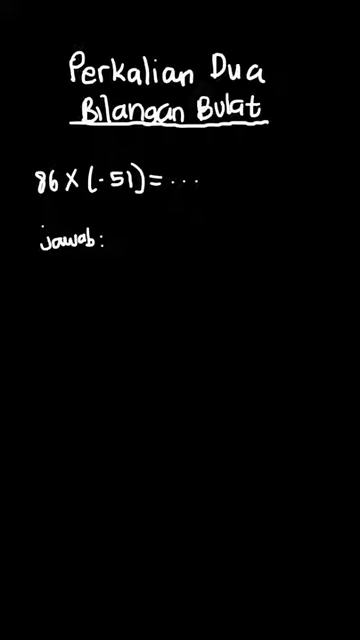 Perkalian Dua
Bilangan Bulat
86 x (-51) = ...
jawab: